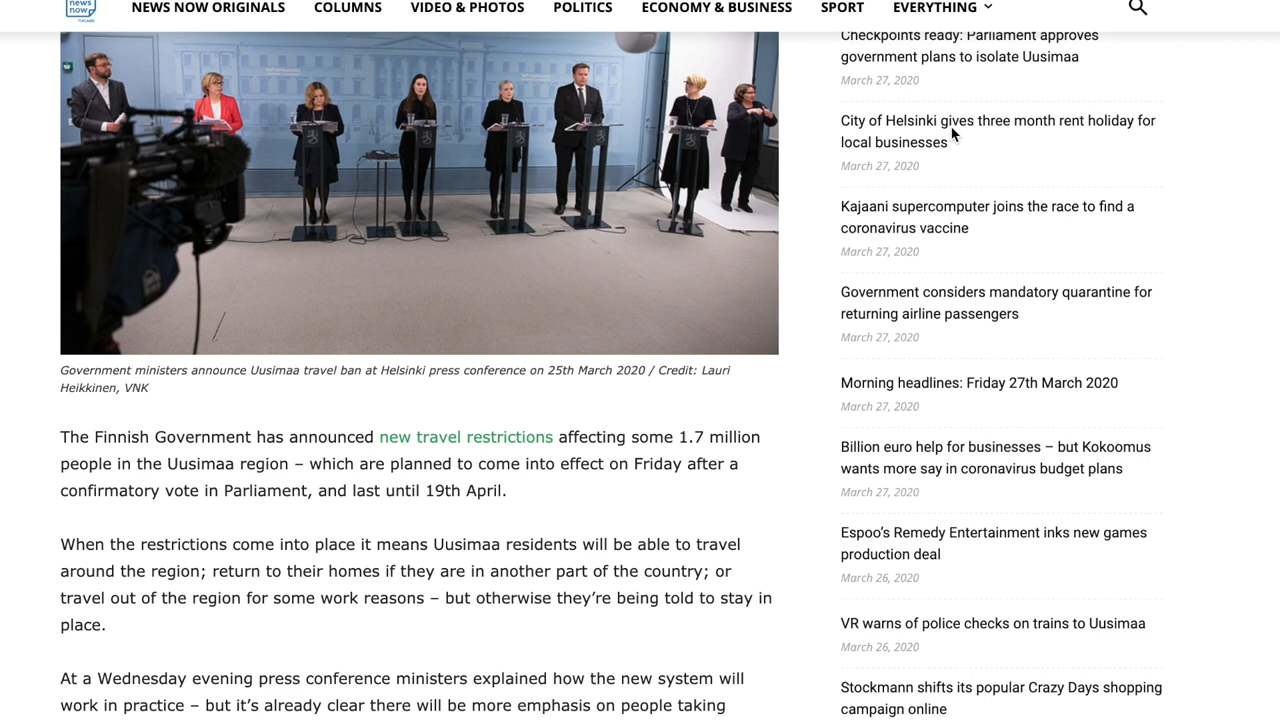 news
now
NEWS NOW ORIGINALS
COLUMNS
VIDEO & PHOTOS
POLITICS
ECONOMY & BUSINESS
SPORT
EVERYTHING
Government ministers announce Uusimaa travel ban at Helsinki press conference on 25th March 2020 / Credit: Lauri
Heikkinen, VNK
The Finnish Government has announced new travel restrictions affecting some 1.7 million
people in the Uusimaa region – which are planned to come into effect on Friday after a
confirmatory vote in Parliament, and last until 19th April.
When the restrictions come into place it means Uusimaa residents will be able to travel
around the region; return to their homes if they are in another part of the country; or
travel out of the region for some work reasons – but otherwise they’re being told to stay in
place.
At a Wednesday evening press conference ministers explained how the new system will
work in practice – but it’s already clear there will be more emphasis on people taking
Checkpoints ready: Parliament approves
government plans to isolate Uusimaa
March 27, 2020
City of Helsinki gives three month rent holiday for
local businesses
March 27, 2020
Kajaani supercomputer joins the race to find a
coronavirus vaccine
March 27, 2020
Government considers mandatory quarantine for
returning airline passengers
March 27, 2020
Morning headlines: Friday 27th March 2020
March 27, 2020
Billion euro help for businesses – but Kokoomus
wants more say in coronavirus budget plans
March 27, 2020
Espoo’s Remedy Entertainment inks new games
production deal
March 26, 2020
VR warns of police checks on trains to Uusimaa
March 26, 2020
Stockmann shifts its popular Crazy Days shopping
campaign online